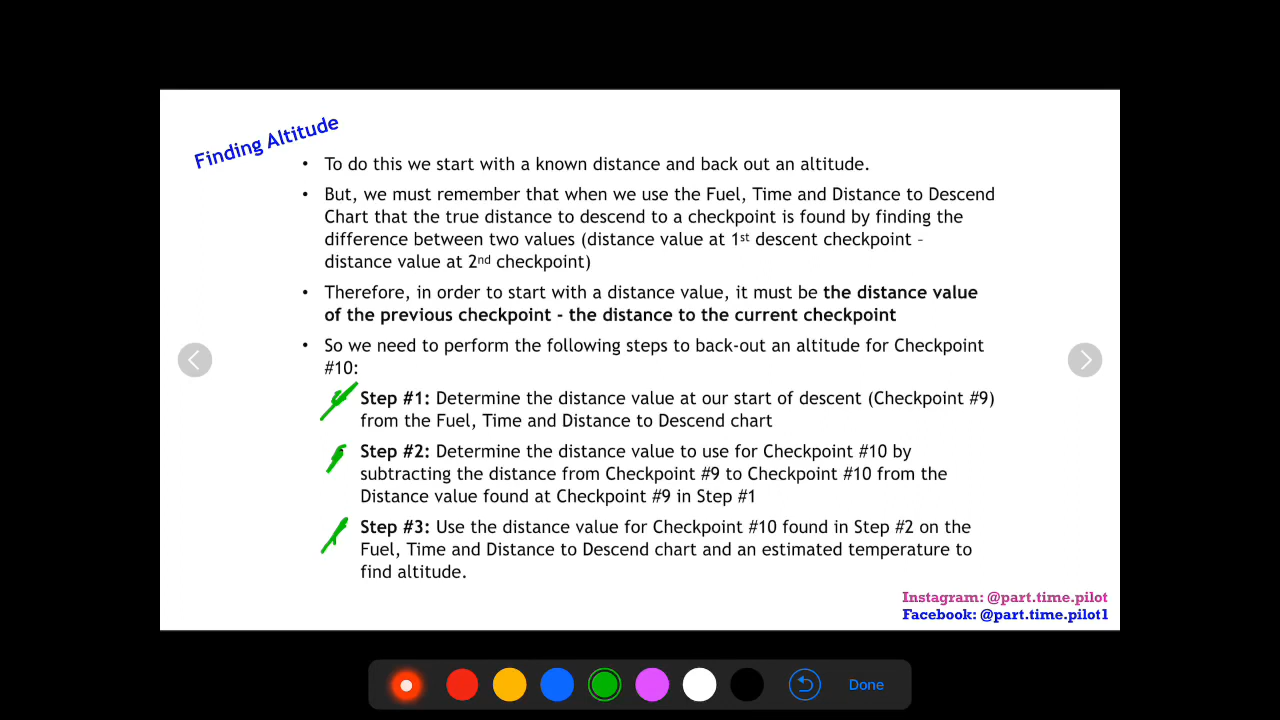 Finding Altitude
• To do this we start with a known distance and back out an altitude.
• But, we must remember that when we use the Fuel, Time and Distance to Descend
Chart that the true distance to descend to a checkpoint is found by finding the
difference between two values (distance value at 1st descent checkpoint –
distance value at 2nd checkpoint)
• Therefore, in order to start with a distance value, it must be the distance value
of the previous checkpoint - the distance to the current checkpoint
• So we need to perform the following steps to back-out an altitude for Checkpoint
#10:
Step #1: Determine the distance value at our start of descent (Checkpoint #9)
from the Fuel, Time and Distance to Descend chart
Step #2: Determine the distance value to use for Checkpoint #10 by
subtracting the distance from Checkpoint #9 to Checkpoint #10 from the
Distance value found at Checkpoint #9 in Step #1
Step #3: Use the distance value for Checkpoint #10 found in Step #2 on the
Fuel, Time and Distance to Descend chart and an estimated temperature to
find altitude.
Instagram: @part.time.pilot
Facebook: @part.time.pilot1
Done